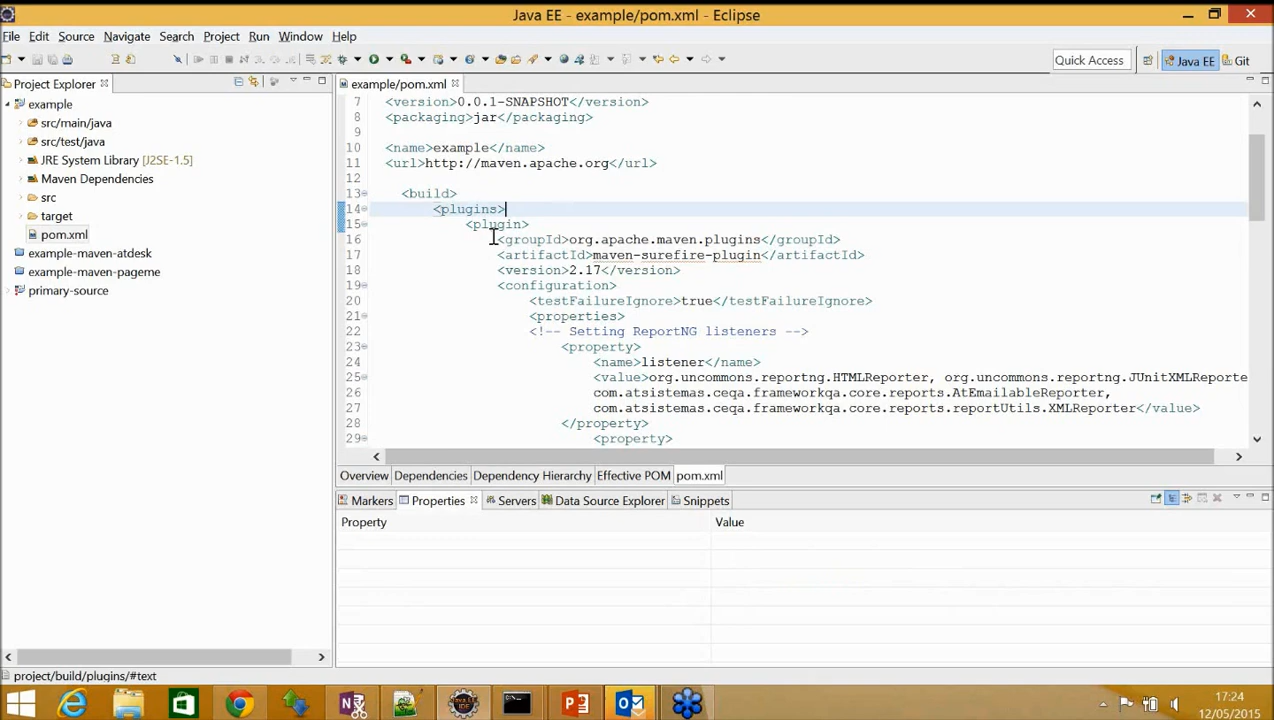 Java EE - example/pom.xml - Eclipse
File Edit Source Navigate Search Project Run Window Help
Quick Access Java EE Git
Project Explorer
example/pom.xml
example
src/main/java
src/test/java
JRE System Library [J2SE-1.5]
Maven Dependencies
src
target
pom.xml
example-maven-atdesk
example-maven-pageme
primary-source
7 <version>0.0.1-SNAPSHOT</version>
8 <packaging>jar</packaging>
9
10 <name>example</name>
11 <url>http://maven.apache.org</url>
12
13 <build>
14 <plugins>
15 <plugin>
16 <groupId>org.apache.maven.plugins</groupId>
17 <artifactId>maven-surefire-plugin</artifactId>
18 <version>2.17</version>
19 <configuration>
20 <testFailureIgnore>true</testFailureIgnore>
21 <properties>
22 <!-- Setting ReportNG listeners -->
23 <property>
24 <name>listener</name>
25 <value>org.uncommons.reportng.HTMLReporter, org.uncommons.reportng.JUnitXMLReporte
26 com.atsistemas.ceqa.frameworkqa.core.reports.AtEmailableReporter,
27 com.atsistemas.ceqa.frameworkqa.core.reports.reportUtils.XMLReporter</value>
28 </property>
29 <property>
Overview Dependencies Dependency Hierarchy Effective POM pom.xml
Markers Properties Servers Data Source Explorer Snippets
Property Value
project/build/plugins/#text
17:24
12/05/2015